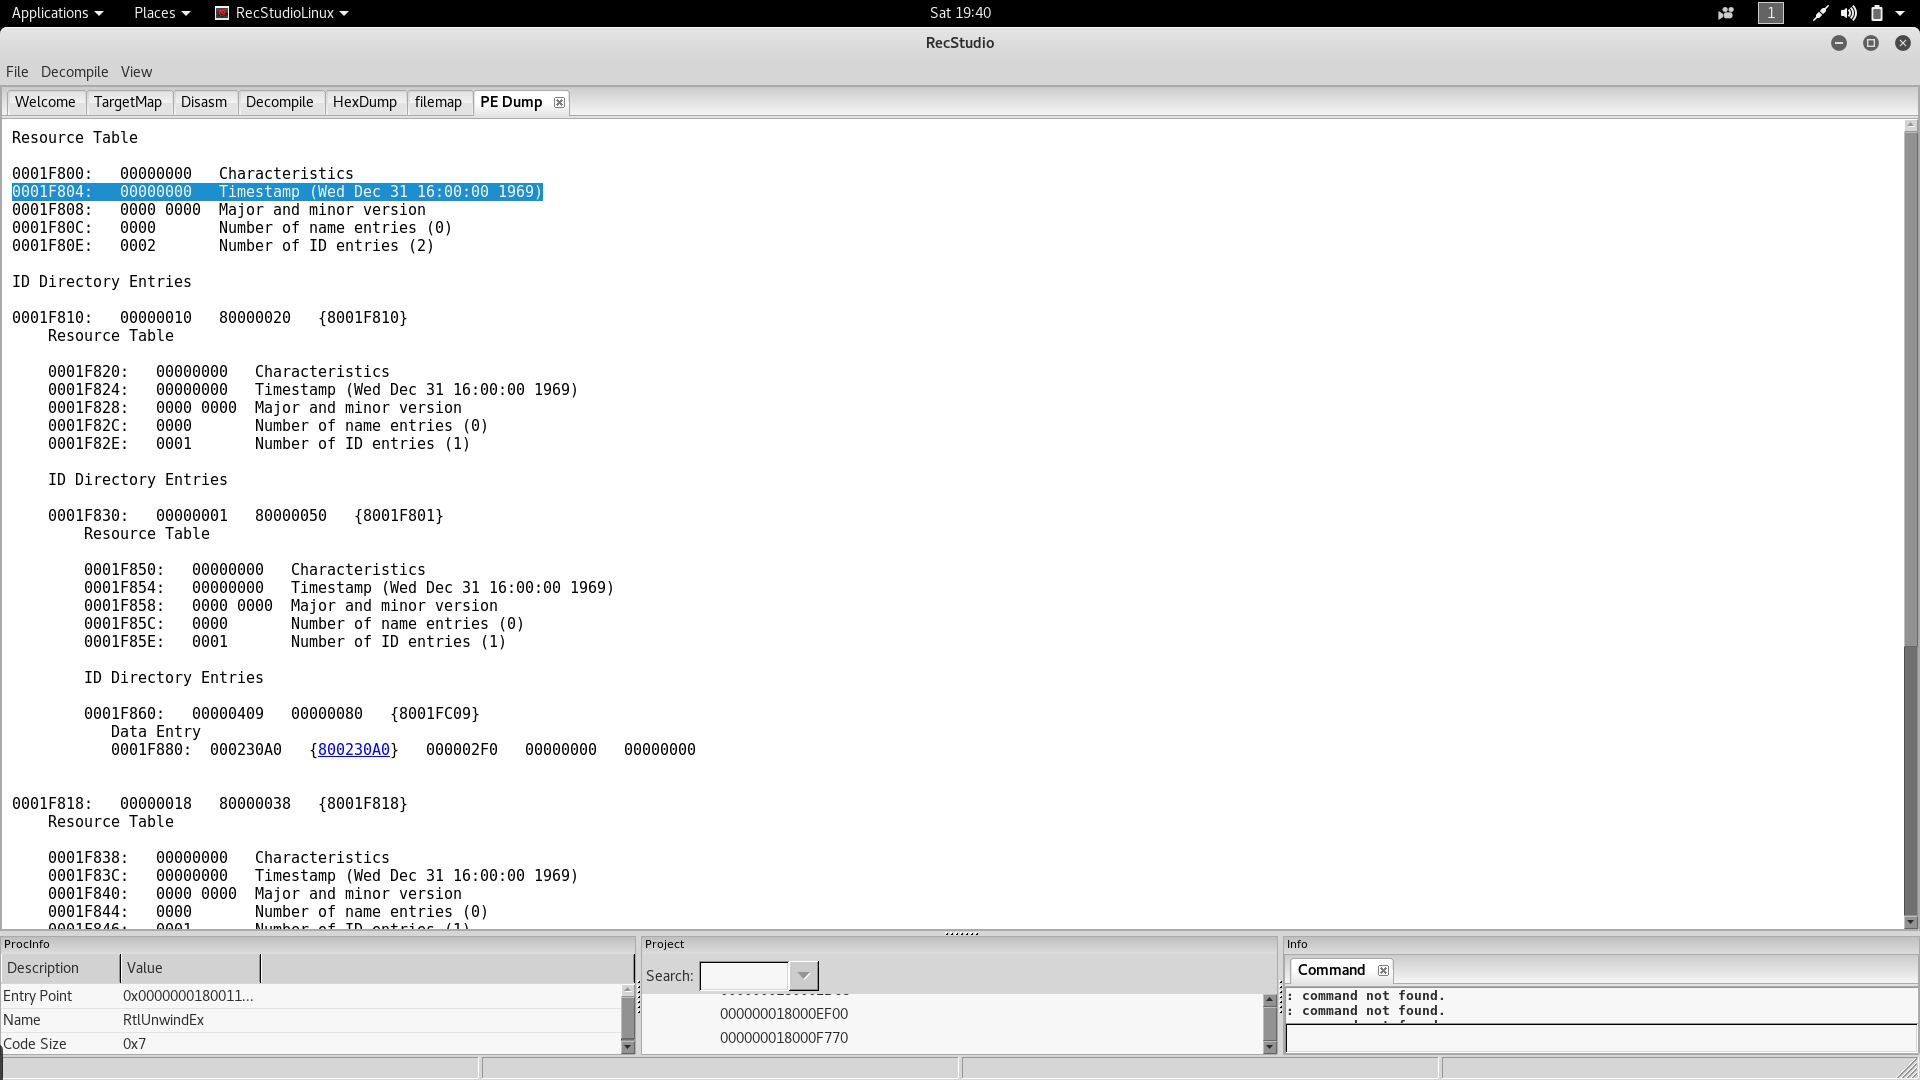 Applications Places RecStudioLinux Sat 19:40 1
RecStudio
File Decompile View
Welcome TargetMap Disasm Decompile HexDump filemap PE Dump
Resource Table
0001F800: 00000000 Characteristics
0001F804: 00000000 Timestamp (Wed Dec 31 16:00:00 1969)
0001F808: 0000 0000 Major and minor version
0001F80C: 0000 Number of name entries (0)
0001F80E: 0002 Number of ID entries (2)
ID Directory Entries
0001F810: 00000010 80000020 {8001F810}
Resource Table
0001F820: 00000000 Characteristics
0001F824: 00000000 Timestamp (Wed Dec 31 16:00:00 1969)
0001F828: 0000 0000 Major and minor version
0001F82C: 0000 Number of name entries (0)
0001F82E: 0001 Number of ID entries (1)
ID Directory Entries
0001F830: 00000001 80000050 {8001F801}
Resource Table
0001F850: 00000000 Characteristics
0001F854: 00000000 Timestamp (Wed Dec 31 16:00:00 1969)
0001F858: 0000 0000 Major and minor version
0001F85C: 0000 Number of name entries (0)
0001F85E: 0001 Number of ID entries (1)
ID Directory Entries
0001F860: 00000409 00000080 {8001FC09}
Data Entry
0001F880: 000230A0 {800230A0} 000002F0 00000000 00000000
0001F818: 00000018 80000038 {8001F818}
Resource Table
0001F838: 00000000 Characteristics
0001F83C: 00000000 Timestamp (Wed Dec 31 16:00:00 1969)
0001F840: 0000 0000 Major and minor version
0001F844: 0000 Number of name entries (0)
0001F846: 0001 Number of ID entries (1)
ProcInfo
Description Value
Entry Point 0x0000000180011...
Name RtlUnwindEx
Code Size 0x7
Project
Search:
000000018000EF00
000000018000F770
Info
Command
: command not found.
: command not found.